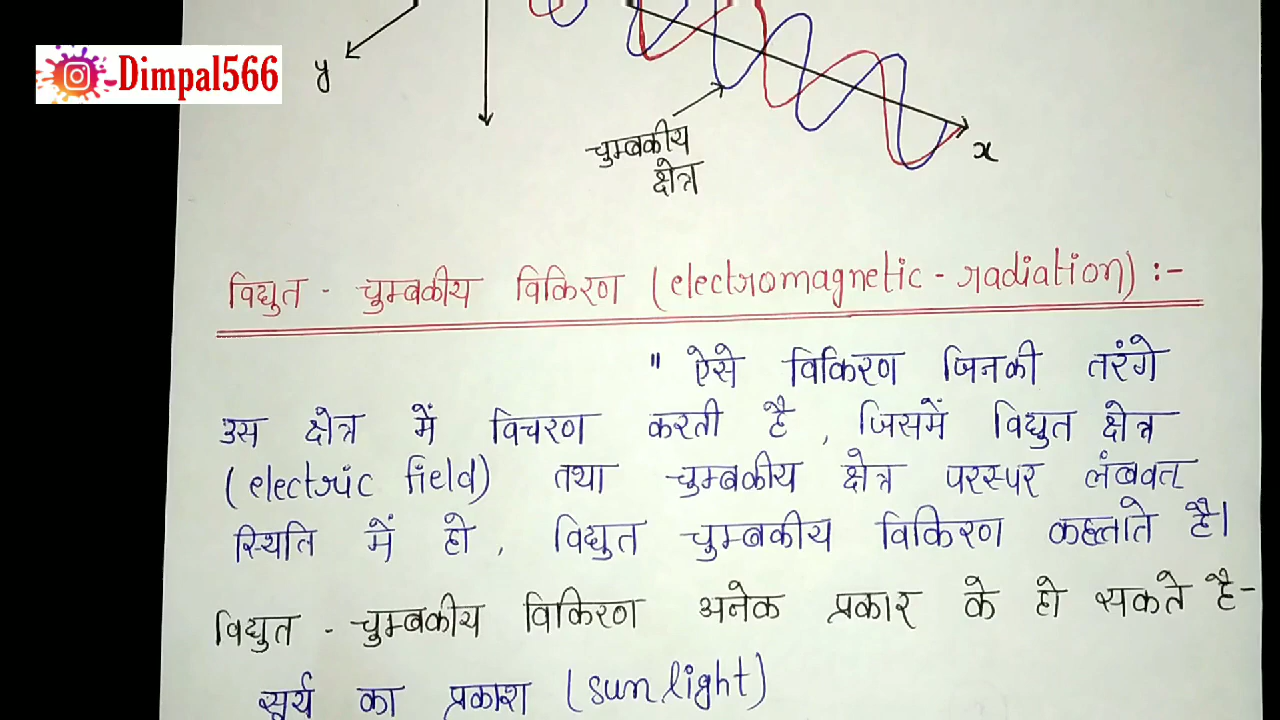 -Dimpal566
y
x
चुम्बकीय
क्षेत्र
विद्युत - चुम्बकीय विकिरण (electromagnetic - radiation) :-
" ऐसे विकिरण जिनकी तरंगे
उस क्षेत्र में विचरण करती है , जिसमें विद्युत क्षेत्र
(electric field) तथा चुम्बकीय क्षेत्र परस्पर लंबवत
स्थिति में हो , विद्युत चुम्बकीय विकिरण कहलाते है।
विद्युत - चुम्बकीय विकिरण अनेक प्रकार के हो सकते है-
सूर्य का प्रकाश (sun light)